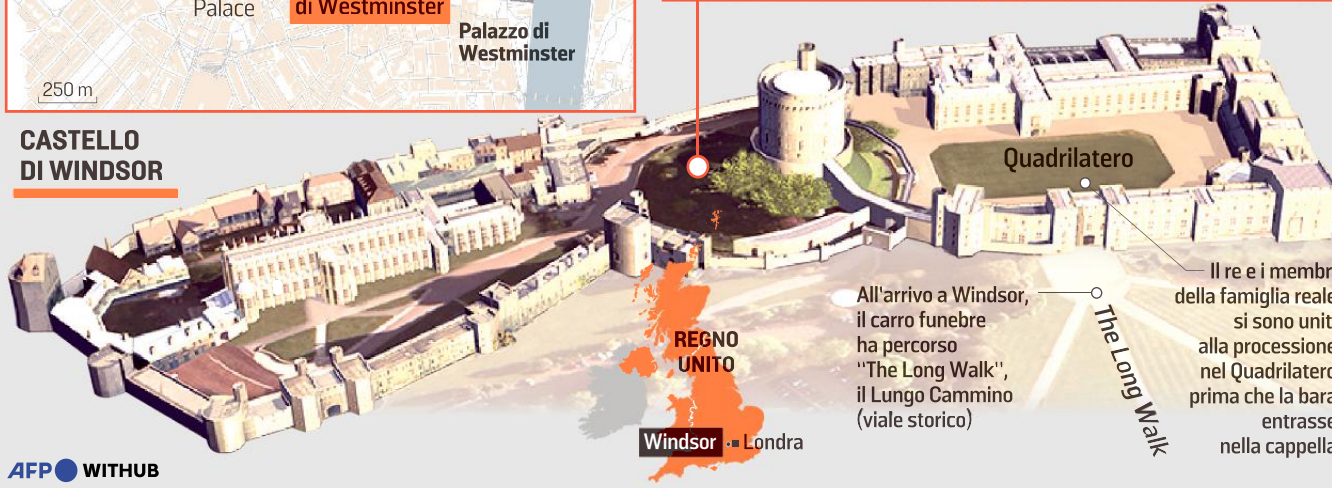 Palace
di Westminster
Palazzo di
Westminster
250 m
CASTELLO
DI WINDSOR
Quadrilatero
All'arrivo a Windsor,
il carro funebre
ha percorso
"The Long Walk",
il Lungo Cammino
(viale storico)
The Long Walk
Il re e i membr
della famiglia reale
si sono unit
alla processione
nel Quadrilatero
prima che la bara
entrasse
nella cappella
REGNO
UNITO
Windsor
Londra
AFP WITHUB